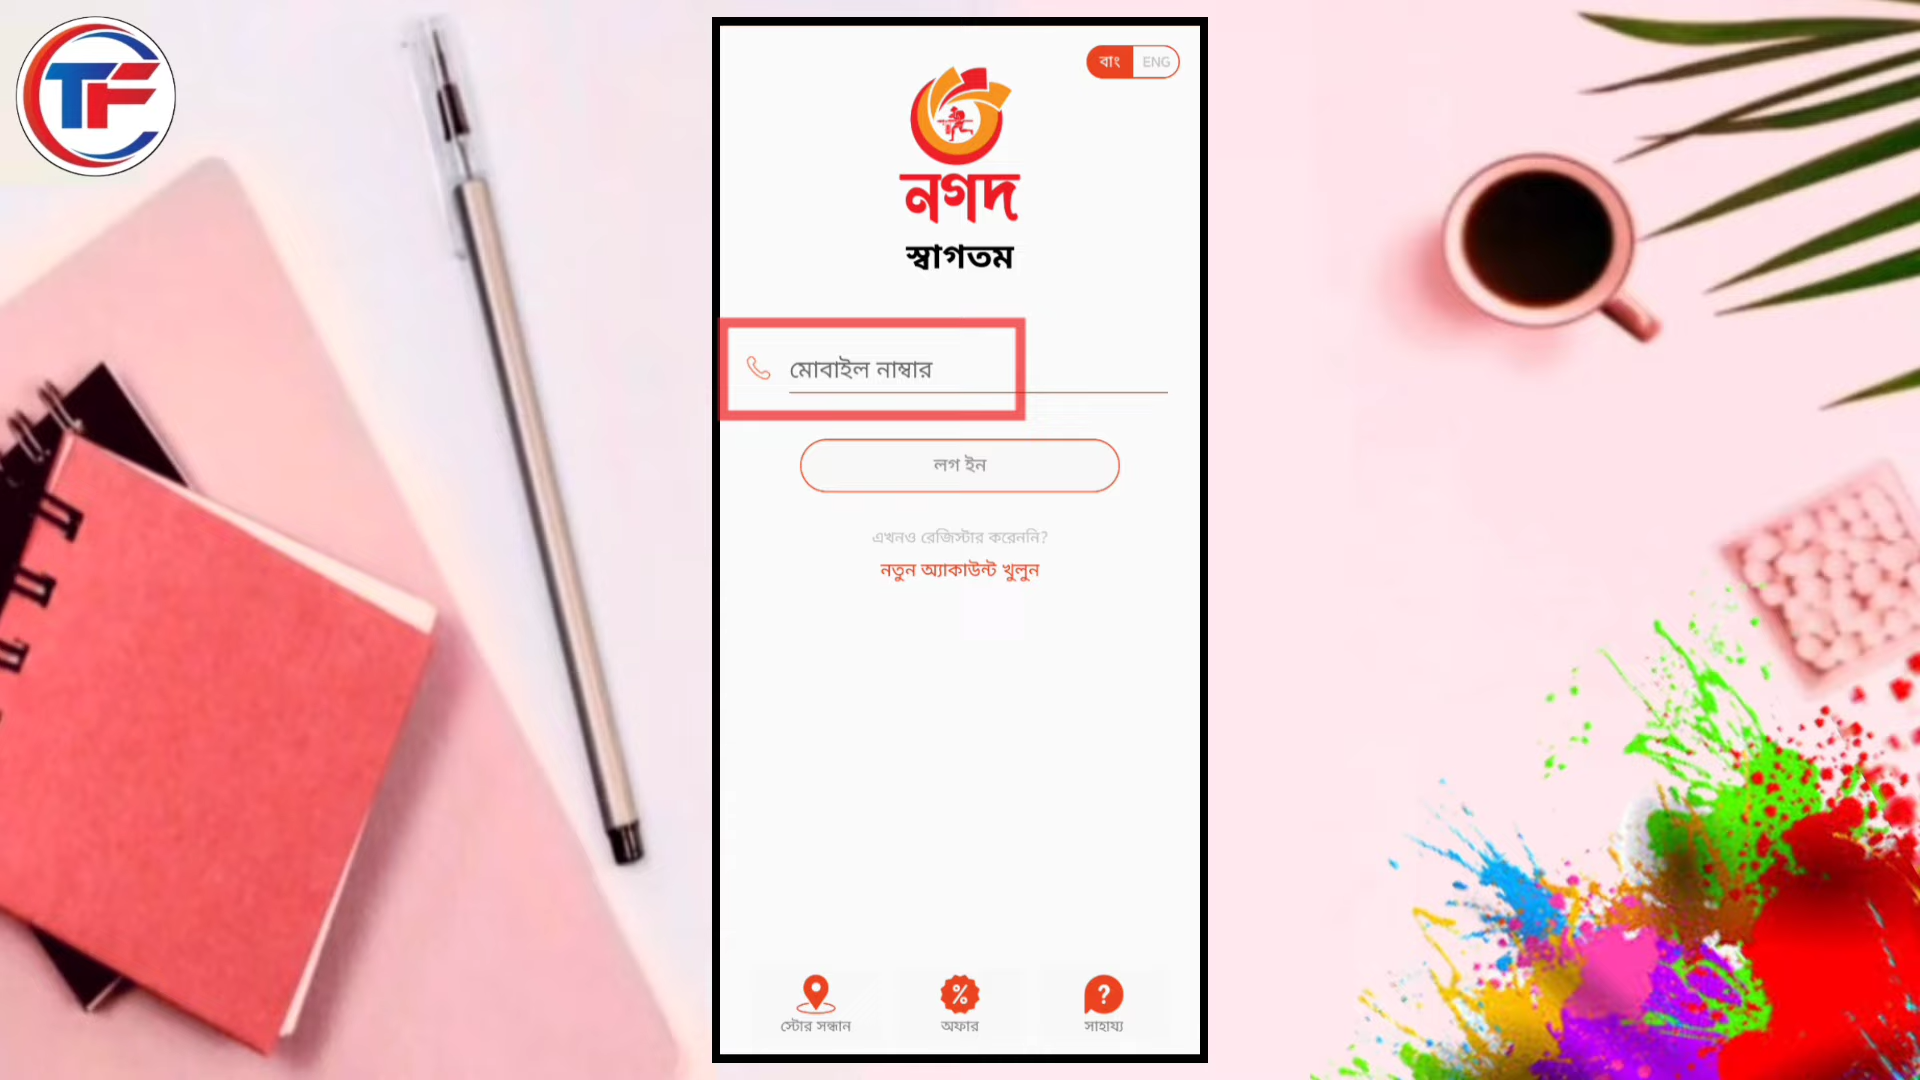 TF
বাং ENG
নগদ
স্বাগতম
মোবাইল নাম্বার
লগ ইন
এখনও রেজিস্টার করেননি?
নতুন অ্যাকাউন্ট খুলুন
স্টোর সন্ধান
অফার
সাহায্য